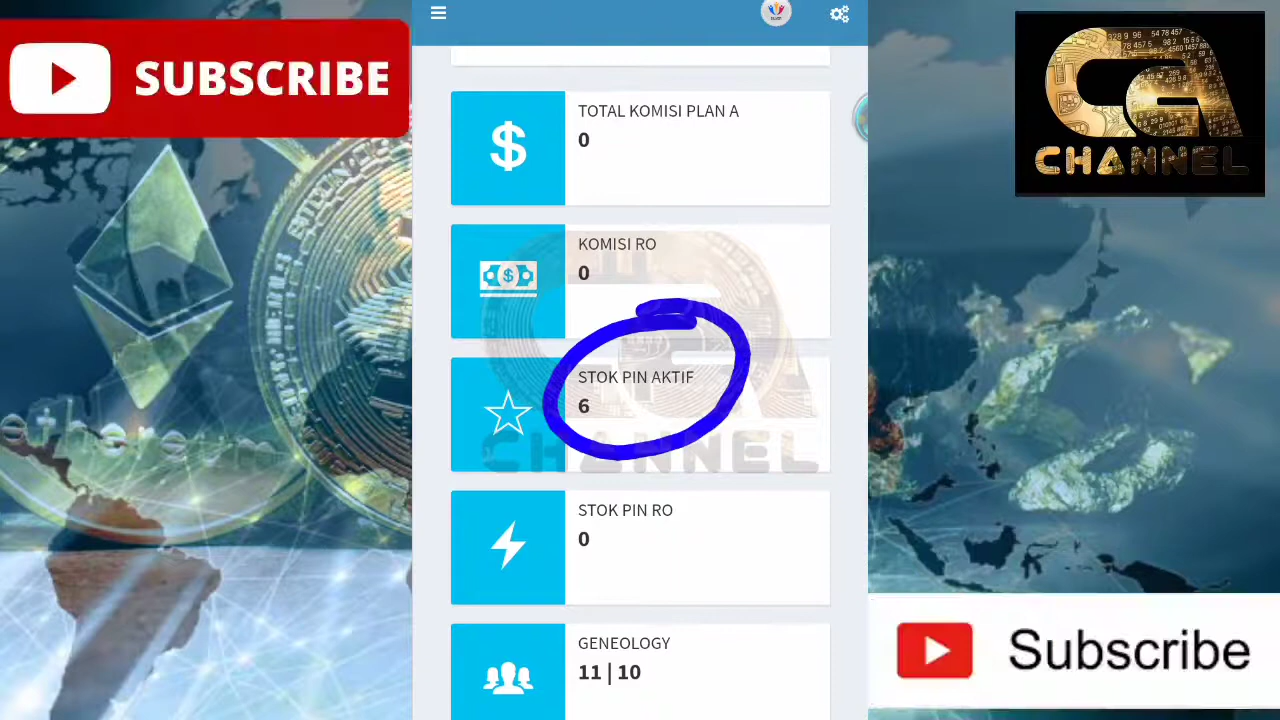 SUBSCRIBE
CHANNEL
TOTAL KOMISI PLAN A
0
KOMISI RO
0
STOK PIN AKTIF
6
CHANNEL
STOK PIN RO
0
GENEOLOGY
11 | 10
Subscribe